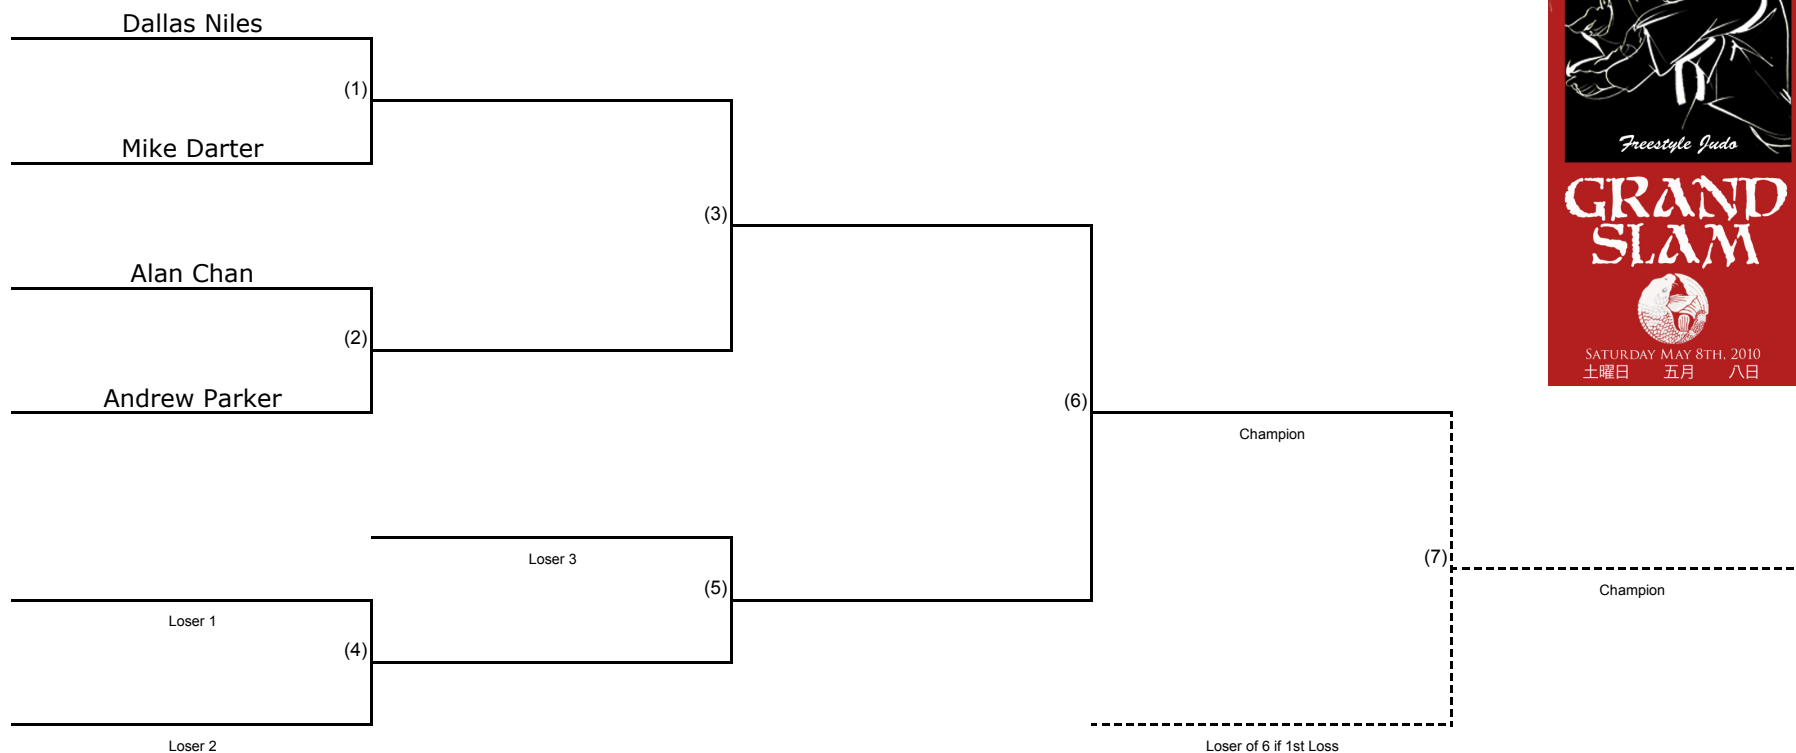 Dallas Niles
(1)
Mike Darter
(3)
Alan Chan
(2)
Andrew Parker
(6)
Champion
Loser 3
(7)
(5)
Champion
Loser 1
(4)
Loser 2
Loser of 6 if 1st Loss
Freestyle Judo
GRAND
SLAM
SATURDAY MAY 8TH, 2010
土曜日 五月 八日